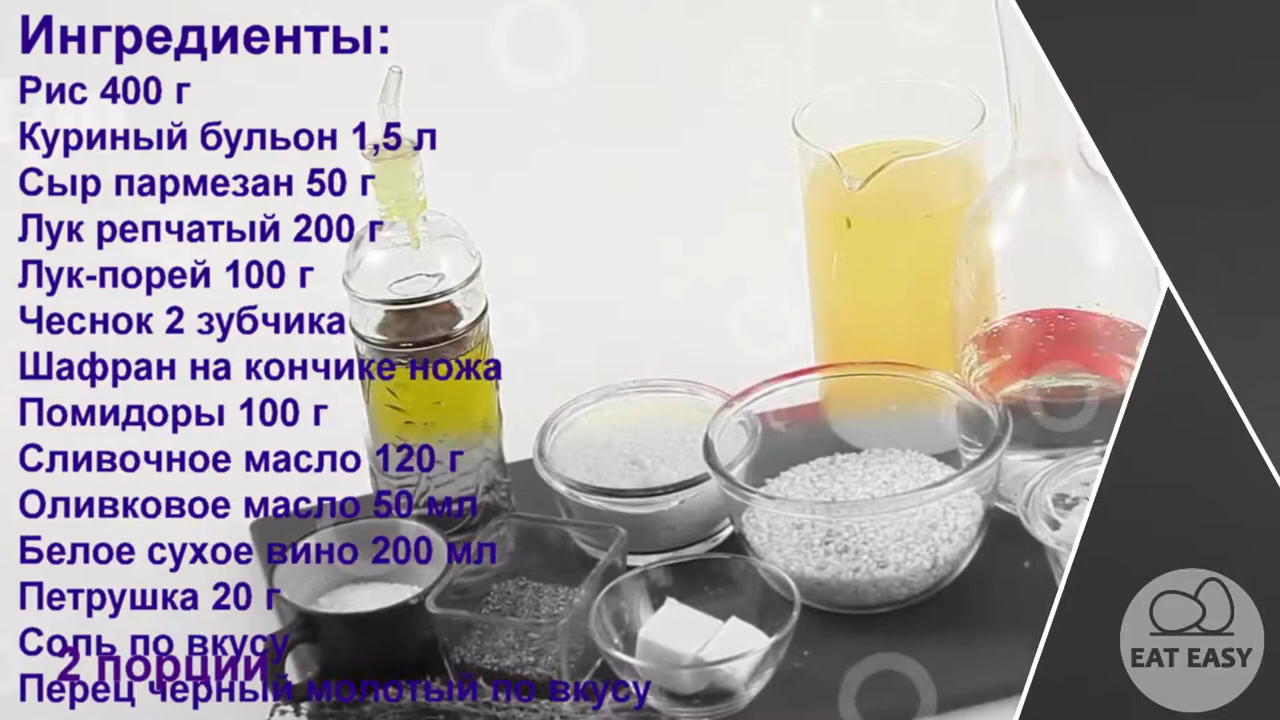 Ингредиенты:
Рис 400 г
Куриный бульон 1,5 л
Сыр пармезан 50 г
Лук репчатый 200 г
Лук-порей 100 г
Чеснок 2 зубчика
Шафран на кончике ножа
Помидоры 100 г
Сливочное масло 120 г
Оливковое масло 50 мл
Белое сухое вино 200 мл
Петрушка 20 г
Соль по вкусу
2 порции
Перец черный молотый по вкусу
EAT EASY